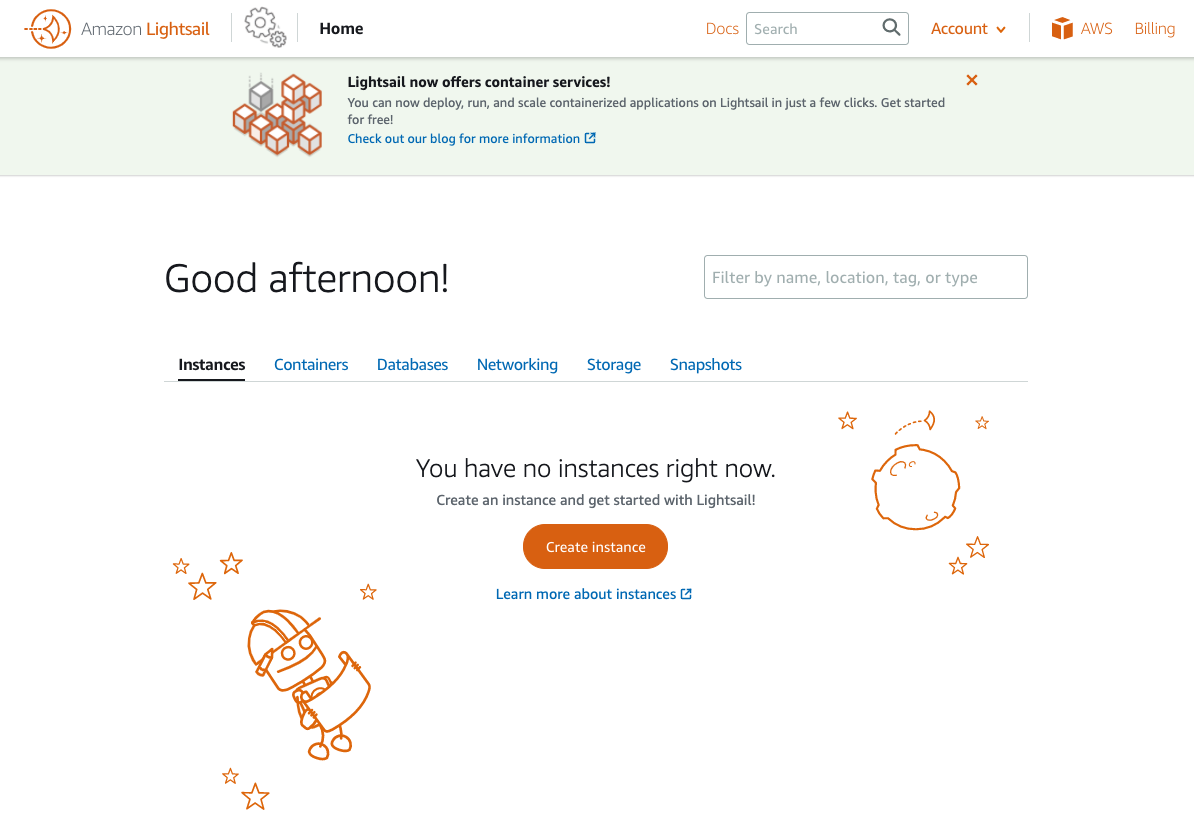 Amazon Lightsail Home Docs Search Account AWS Billing
Lightsail now offers container services!
You can now deploy, run, and scale containerized applications on Lightsail in just a few clicks. Get started
for free!
Check out our blog for more information
Good afternoon!
Filter by name, location, tag, or type
Instances Containers Databases Networking Storage Snapshots
You have no instances right now.
Create an instance and get started with Lightsail!
Create instance
Learn more about instances